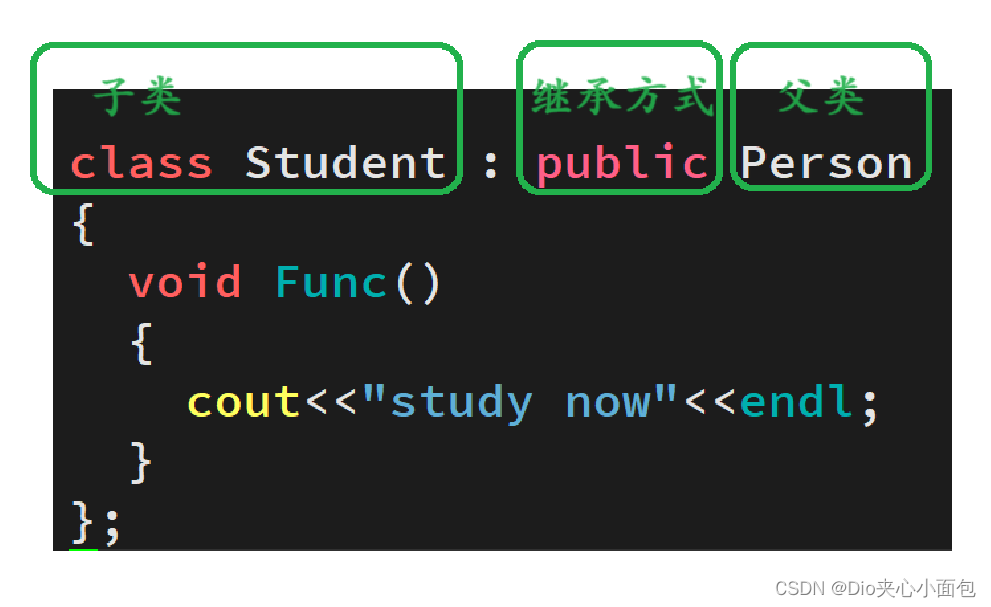 子类 继承方式 父类
class Student : public Person
{
void Func()
{
cout<<"study now"<<endl;
}
};
CSDN @Dio夹心小面包